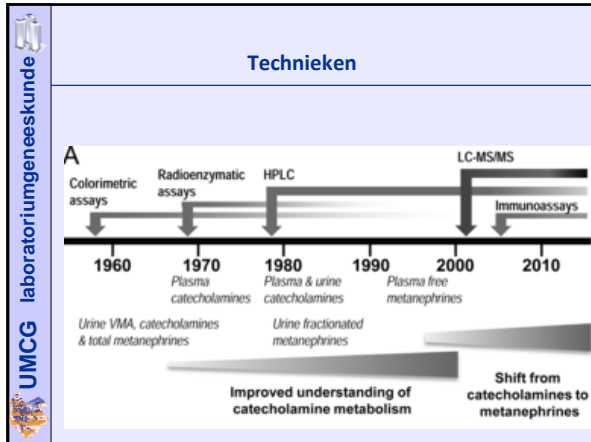 UMCG laboratoriumgeneeskunde
Technieken
A
Colorimetric
assays
Radioenzymatic
assays
HPLC
LC-MS/MS
Immunoassays
1960 1970 1980 1990 2000 2010
Plasma
catecholamines
Plasma & urine
catecholamines
Plasma free
metanephrines
Urine VMA, catecholamines
& total metanephrines
Urine fractionated
metanephrines
Improved understanding of
catecholamine metabolism
Shift from
catecholamines to
metanephrines